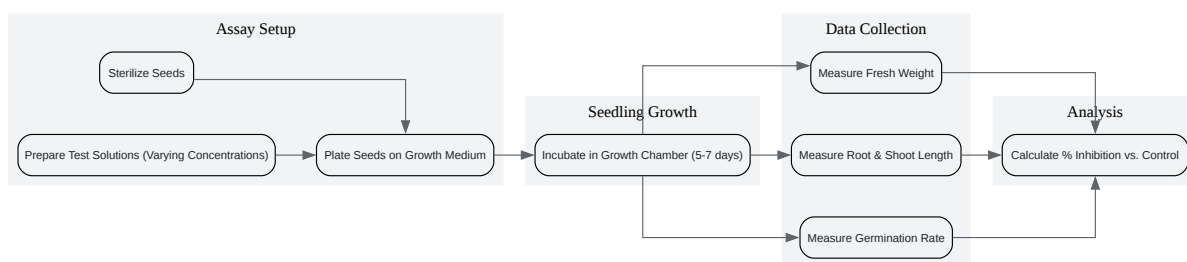 Assay Setup
Sterilize Seeds
Prepare Test Solutions (Varying Concentrations)
Plate Seeds on Growth Medium
Seedling Growth
Incubate in Growth Chamber (5-7 days)
Data Collection
Measure Fresh Weight
Measure Root & Shoot Length
Measure Germination Rate
Analysis
Calculate % Inhibition vs. Control